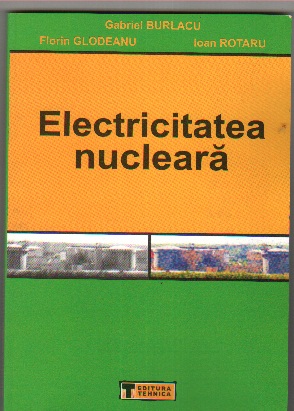 Gabriel BURLACU
Florin GLODEANU Ioan ROTARU
Electricitatea
nucleară
T EDITURA
TEHNICA